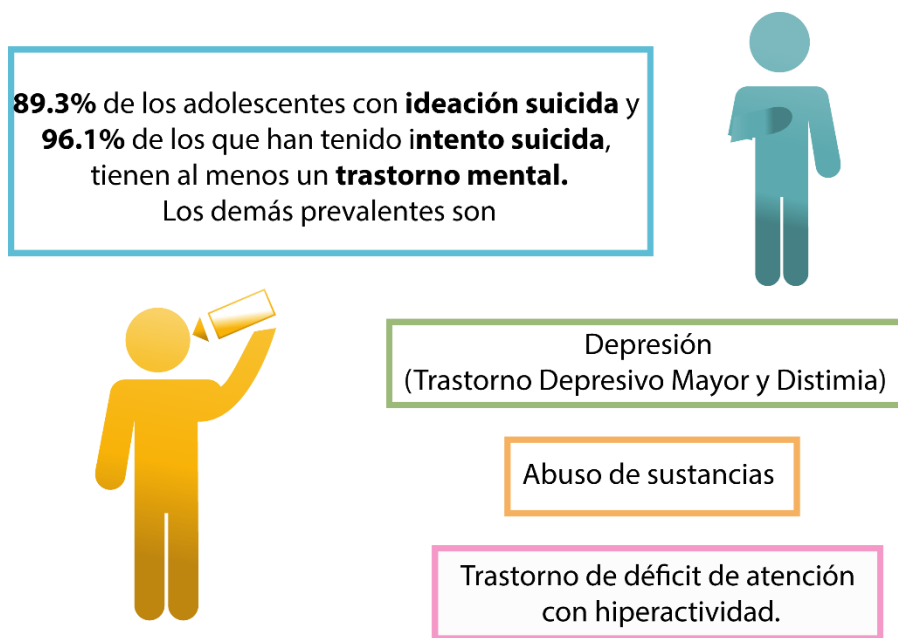 89.3% de los adolescentes con ideación suicida y
96.1% de los que han tenido intento suicida,
tienen al menos un trastorno mental.
Los demás prevalentes son
Depresión
(Trastorno Depresivo Mayor y Distimia)
Abuso de sustancias
Trastorno de déficit de atención
con hiperactividad.